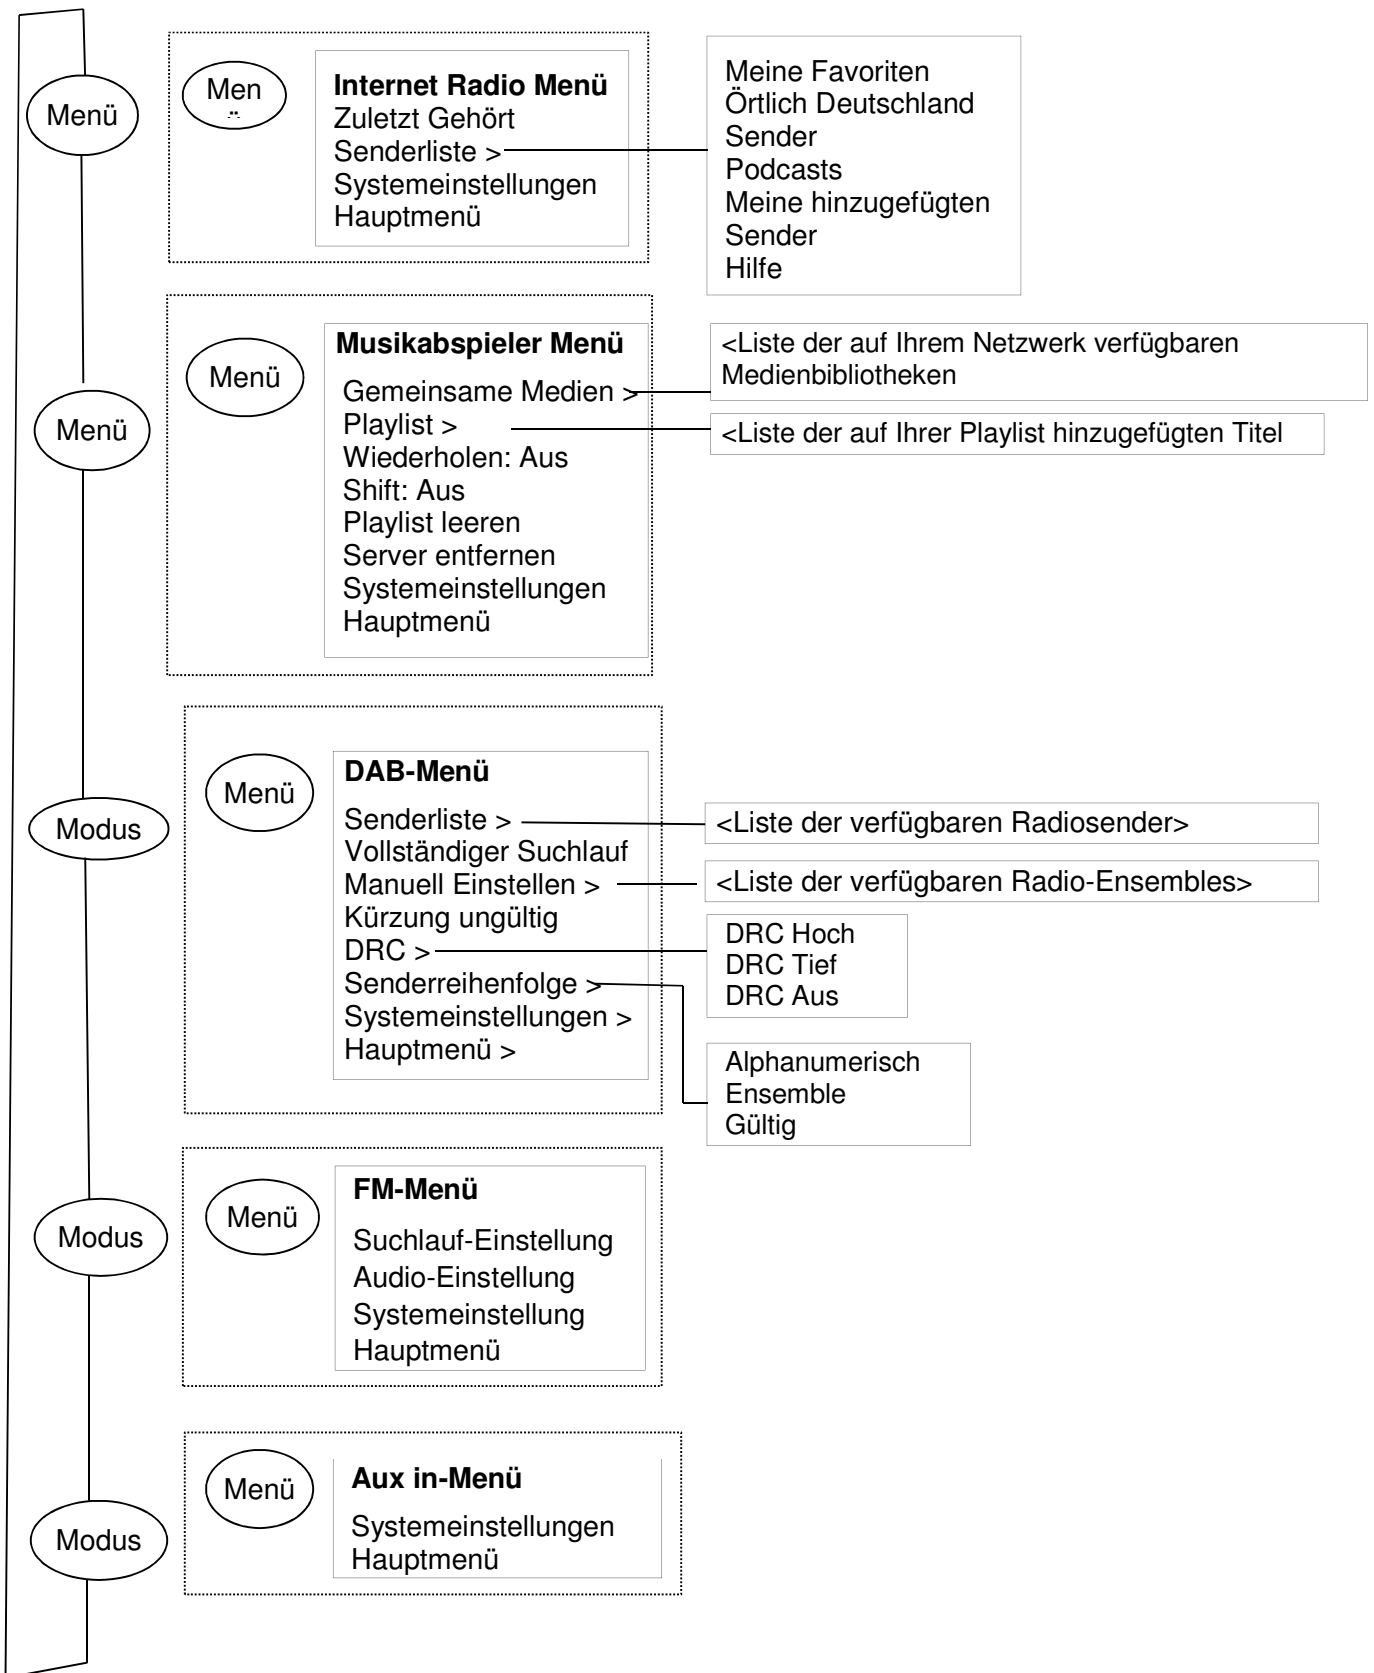 Menü
Men
ü
Internet Radio Menü
Zuletzt Gehört
Senderliste >
Systemeinstellungen
Hauptmenü
Meine Favoriten
Örtlich Deutschland
Sender
Podcasts
Meine hinzugefügten
Sender
Hilfe
Menü
Menü
Musikabspieler Menü
Gemeinsame Medien >
Playlist >
Wiederholen: Aus
Shift: Aus
Playlist leeren
Server entfernen
Systemeinstellungen
Hauptmenü
<Liste der auf Ihrem Netzwerk verfügbaren
Medienbibliotheken
<Liste der auf Ihrer Playlist hinzugefügten Titel
Modus
Menü
DAB-Menü
Senderliste >
Vollständiger Suchlauf
Manuell Einstellen >
Kürzung ungültig
DRC >
Senderreihenfolge >
Systemeinstellungen >
Hauptmenü >
<Liste der verfügbaren Radiosender>
<Liste der verfügbaren Radio-Ensembles>
DRC Hoch
DRC Tief
DRC Aus
Alphanumerisch
Ensemble
Gültig
Modus
Menü
FM-Menü
Suchlauf-Einstellung
Audio-Einstellung
Systemeinstellung
Hauptmenü
Modus
Menü
Aux in-Menü
Systemeinstellungen
Hauptmenü